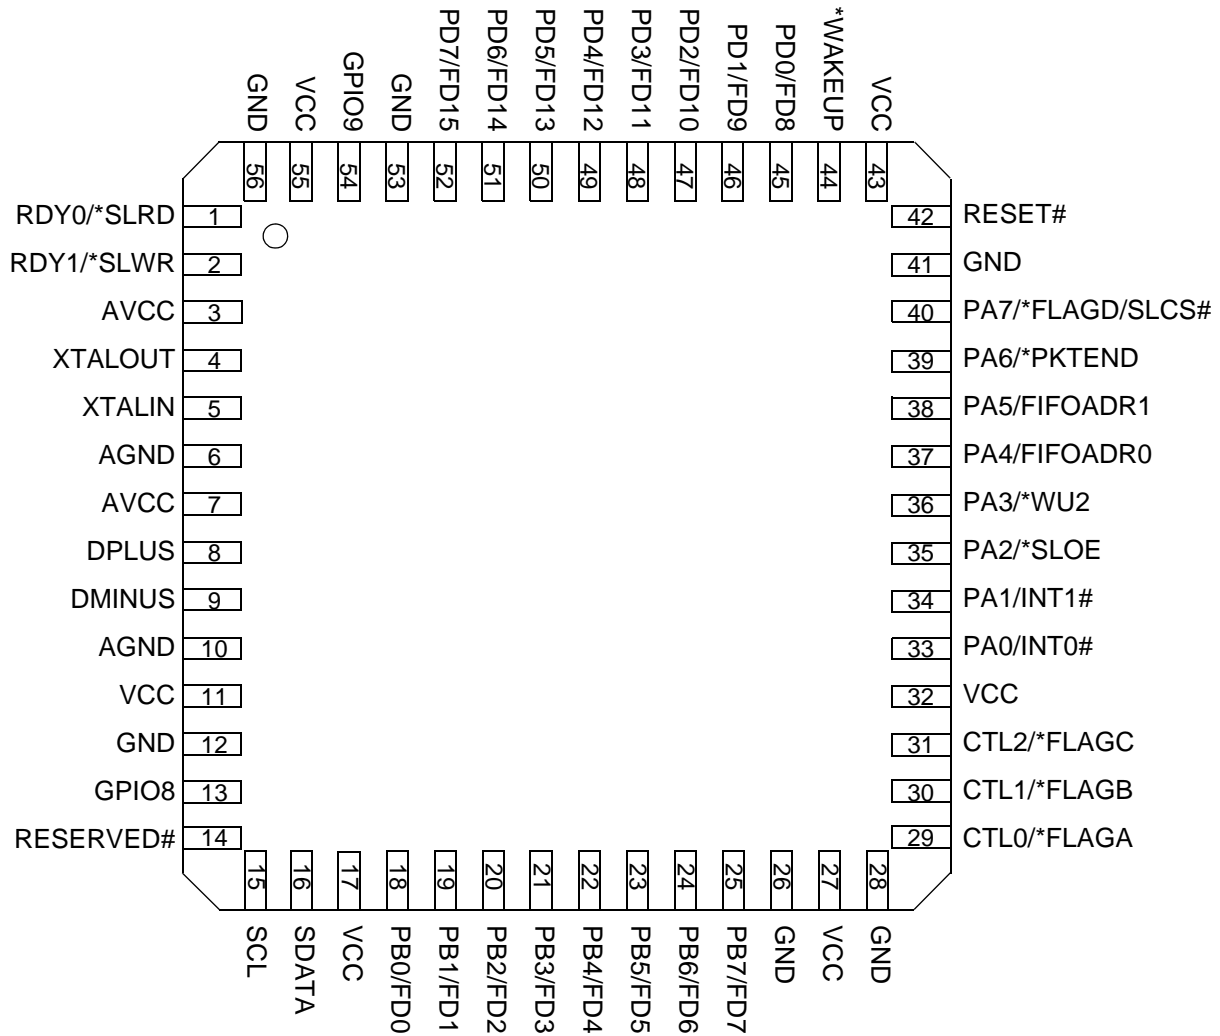 GND
VCC
GPIO9
GND
PD7/FD15
PD6/FD14
PD5/FD13
PD4/FD12
PD3/FD11
PD2/FD10
PD1/FD9
PD0/FD8
*WAKEUP
VCC
56
55
54
53
52
51
50
49
48
47
46
45
44
43
RDY0/*SLRD 1
RDY1/*SLWR 2
AVCC 3
XTALOUT 4
XTALIN 5
AGND 6
AVCC 7
DPLUS 8
DMINUS 9
AGND 10
VCC 11
GND 12
GPIO8 13
RESERVED# 14
42 RESET#
41 GND
40 PA7/*FLAGD/SLCS#
39 PA6/*PKTEND
38 PA5/FIFOADR1
37 PA4/FIFOADR0
36 PA3/*WU2
35 PA2/*SLOE
34 PA1/INT1#
33 PA0/INT0#
32 VCC
31 CTL2/*FLAGC
30 CTL1/*FLAGB
29 CTL0/*FLAGA
15
16
17
18
19
20
21
22
23
24
25
26
27
28
SCL
SDATA
VCC
PB0/FD0
PB1/FD1
PB2/FD2
PB3/FD3
PB4/FD4
PB5/FD5
PB6/FD6
PB7/FD7
GND
VCC
GND